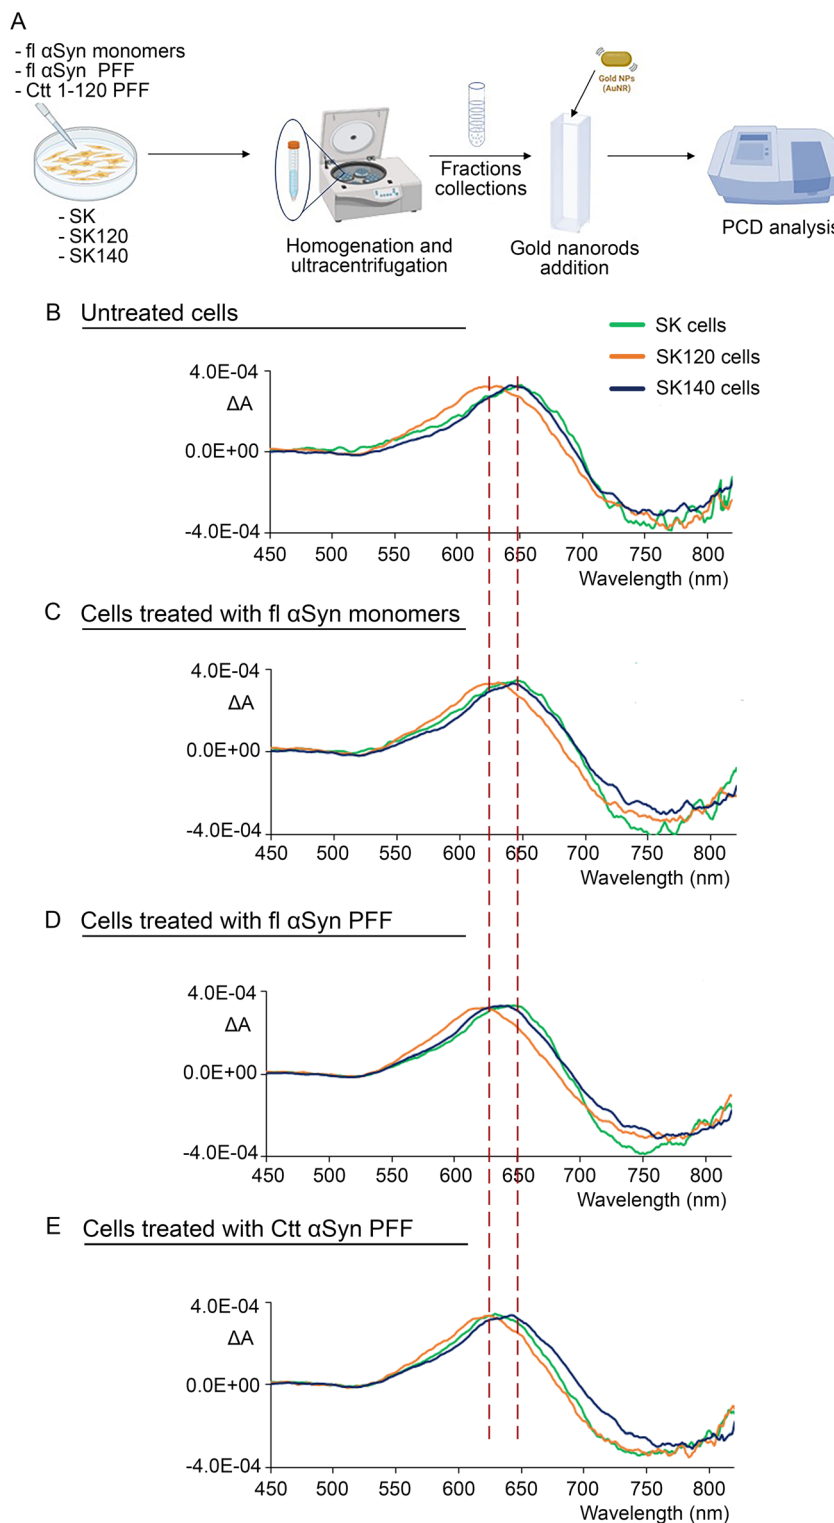 A
- fl αSyn monomers
- fl αSyn PFF
- Ctt 1-120 PFF
- SK
- SK120
- SK140
Homogenation and
ultracentrifugation
Fractions
collections
Gold NPs
(AuNR)
Gold nanorods
addition
PCD analysis
B Untreated cells
SK cells
SK120 cells
SK140 cells
4.0E-04
ΔA
0.0E+00
-4.0E-04
450 500 550 600 650 700 750 800
Wavelength (nm)
C Cells treated with fl αSyn monomers
4.0E-04
ΔA
0.0E+00
-4.0E-04
450 500 550 600 650 700 750 800
Wavelength (nm)
D Cells treated with fl αSyn PFF
4.0E-04
ΔA
0.0E+00
-4.0E-04
450 500 550 600 650 700 750 800
Wavelength (nm)
E Cells treated with Ctt αSyn PFF
4.0E-04
ΔA
0.0E+00
-4.0E-04
450 500 550 600 650 700 750 800
Wavelength (nm)